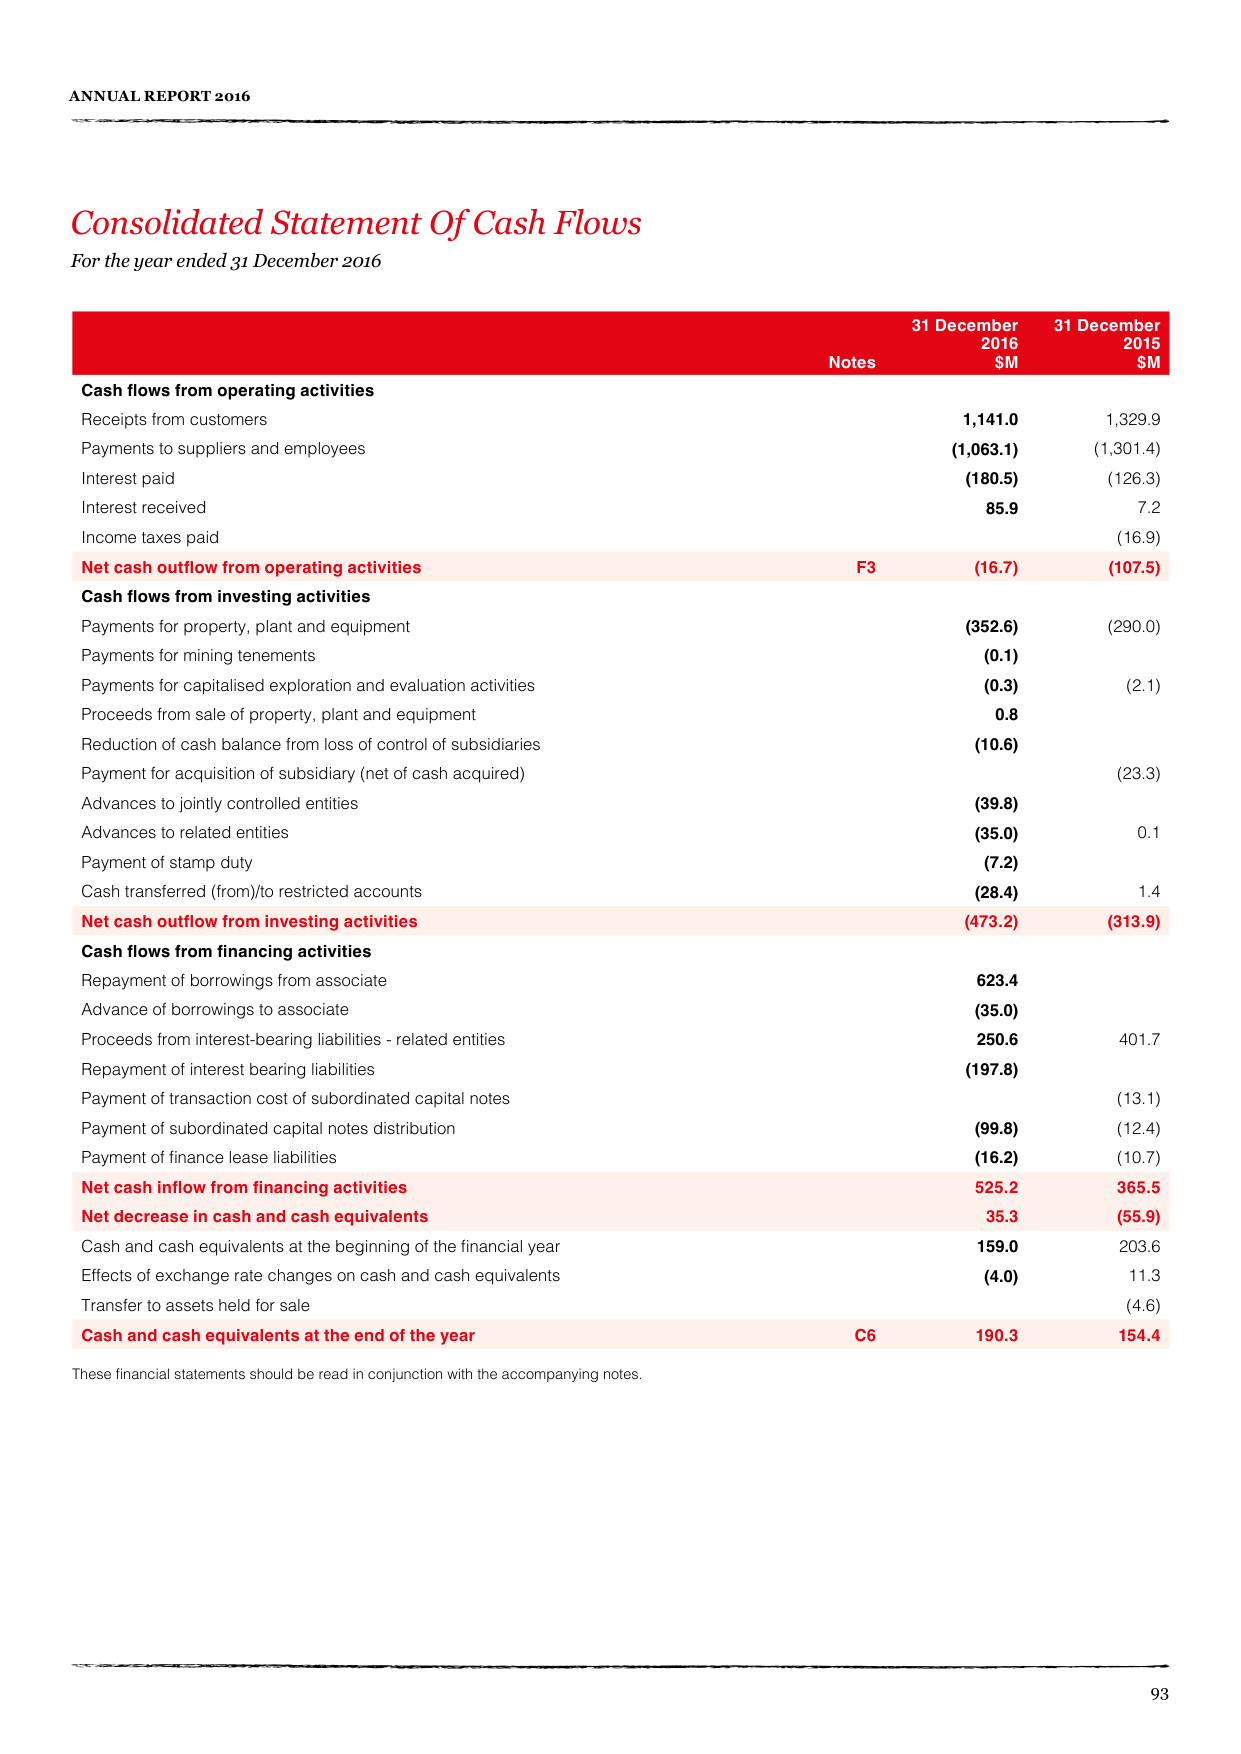 ANNUAL REPORT 2016
Consolidated Statement Of Cash Flows
For the year ended 31 December 2016
31 December 31 December
2016 2015
Notes $M $M
Cash flows from operating activities
Receipts from customers 1,141.0 1,329.9
Payments to suppliers and employees (1,063.1) (1,301.4)
Interest paid (180.5) (126.3)
Interest received 85.9 7.2
Income taxes paid (16.9)
Net cash outflow from operating activities F3 (16.7) (107.5)
Cash flows from investing activities
Payments for property, plant and equipment (352.6) (290.0)
Payments for mining tenements (0.1)
Payments for capitalised exploration and evaluation activities (0.3) (2.1)
Proceeds from sale of property, plant and equipment 0.8
Reduction of cash balance from loss of control of subsidiaries (10.6)
Payment for acquisition of subsidiary (net of cash acquired) (23.3)
Advances to jointly controlled entities (39.8)
Advances to related entities (35.0) 0.1
Payment of stamp duty (7.2)
Cash transferred (from)/to restricted accounts (28.4) 1.4
Net cash outflow from investing activities (473.2) (313.9)
Cash flows from financing activities
Repayment of borrowings from associate 623.4
Advance of borrowings to associate (35.0)
Proceeds from interest-bearing liabilities - related entities 250.6 401.7
Repayment of interest bearing liabilities (197.8)
Payment of transaction cost of subordinated capital notes (13.1)
Payment of subordinated capital notes distribution (99.8) (12.4)
Payment of finance lease liabilities (16.2) (10.7)
Net cash inflow from financing activities 525.2 365.5
Net decrease in cash and cash equivalents 35.3 (55.9)
Cash and cash equivalents at the beginning of the financial year 159.0 203.6
Effects of exchange rate changes on cash and cash equivalents (4.0) 11.3
Transfer to assets held for sale (4.6)
Cash and cash equivalents at the end of the year C6 190.3 154.4
These financial statements should be read in conjunction with the accompanying notes.
93